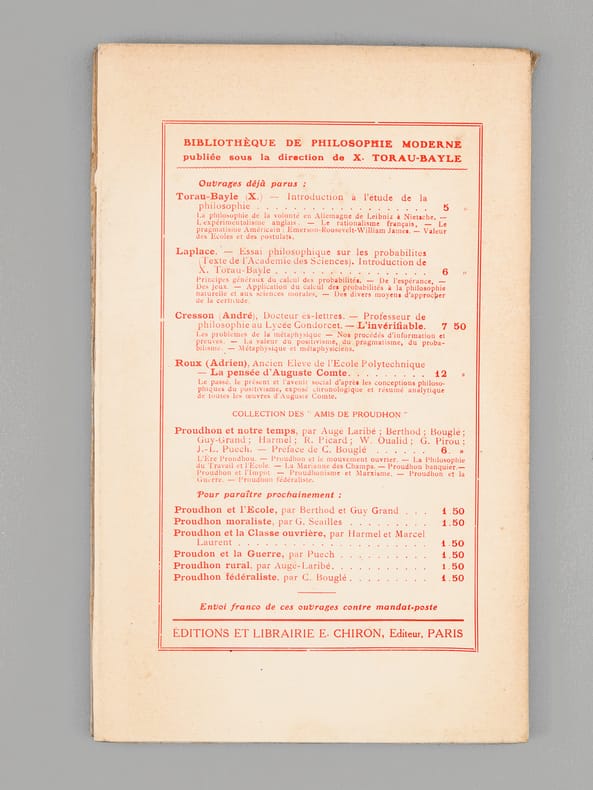 BIBLIOTHÈQUE DE PHILOSOPHIE MODERNE
publiée sous la direction de X. TORAU-BAYLE
Ouvrages déjà parus :
Torau-Bayle (X.) — Introduction à l'étude de la
philosophie . . . . . . . . . . . . . . . . . . 5 »
La philosophie de la volonté en Allemagne de Leibniz à Nietzche, —
L'expérimentalisme anglais. — Le rationalisme français, — Le
pragmatisme Américain : Emerson-Roosevelt-William James. — Valeur
des Ecoles et des postulats.
Laplace. — Essai philosophique sur les probabilites
(Texte de l'Academie des Sciences). Introduction de
X. Torau-Bayle . . . . . . . . . . . . . . . . 6 »
Principes généraux du calcul des probabilités. — De l'espérance, —
Des jeux. — Application du calcul des probabilités à la philosophie
naturelle et aux sciences morales, — Des divers moyens d'approcher
de la certitude.
Cresson (André), Docteur ès-lettres. — Professeur de
philosophie au Lycée Condorcet. — L'invérifiable. 7 50
Les problèmes de la métaphysique — Nos procédés d'information et
preuves. — La valeur du positivisme, du pragmatisme, du proba-
bilisme. — Métaphysique et métaphysiciens.
Roux (Adrien), Ancien Eleve de l'Ecole Polytechnique
— La pensée d'Auguste Comte. . . . . . . . . 12 »
Le passé, le présent et l'avenir social d'après les conceptions philoso-
phiques du positivisme, exposé chronologique et résumé analytique
de toutes les œuvres d'Auguste Comte.
COLLECTION DES " AMIS DE PROUDHON "
Proudhon et notre temps, par Augé Laribé ; Berthod ; Bouglé ;
Guy-Grand ; Harmel ; R. Picard ; W. Oualid ; G. Pirou ;
J.-L. Puech. — Preface de C. Bouglé . . . . . . 6. »
L'Ere Proudhon. — Proudhon et le mouvement ouvrier. — La Philosophie
du Travail et l'École. — La Marianne des Champs. — Proudhon banquier.—
Proudhon et l'Impôt — Proudhonisme et Marxisme. — Proudhon et la
Guerre. — Proudhon fédéraliste.
Pour paraître prochainement :
Proudhon et l'Ecole, par Berthod et Guy Grand . . . 1.50
Proudhon moraliste, par G. Seailles . . . . . . . . . 1.50
Proudhon et la Classe ouvrière, par Harmel et Marcel
Laurent . . . . . . . . . . . . . . . . . . . . 1.50
Proudon et la Guerre, par Puech . . . . . . . . . . 1.50
Proudhon rural, par Augé-Laribé. . . . . . . . . . . 1.50
Proudhon fédéraliste, par C. Bouglé . . . . . . . . . 1.50
Envoi franco de ces ouvrages contre mandat-poste
ÉDITIONS ET LIBRAIRIE E. CHIRON, Editeur, PARIS